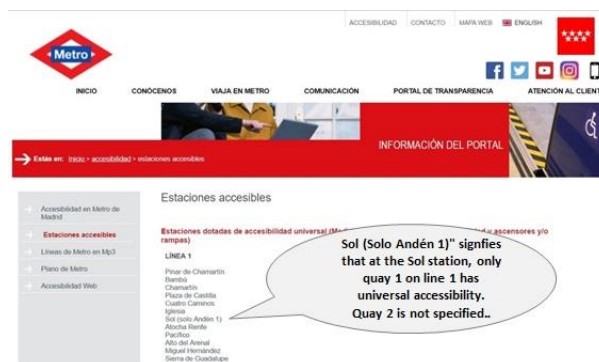 ACCESIBILIDAD CONTACTO MAPA WEB ENGLISH
Metro
INICIO CONÓCENOS VIAJA EN METRO COMUNICACIÓN PORTAL DE TRANSPARENCIA ATENCIÓN AL CLIENT
INFORMACIÓN DEL PORTAL
Estás en: Inicio > accesibilidad > estaciones accesibles
Accesibilidad en Metro de
Madrid
Estaciones accesibles
Líneas de Metro en Mp3
Plano de Metro
Accesibilidad Web
Estaciones accesibles
Estaciones dotadas de accesibilidad universal y ascensores y/o
rampas)
LÍNEA 1
Pinar de Chamartín
Bambú
Chamartín
Plaza de Castilla
Cuatro Caminos
Iglesia
Sol (solo Andén 1)
Atocha Renfe
Pacífico
Alto del Arenal
Miguel Hernández
Sierra de Guadalupe
Sol (Solo Andén 1)" signfies
that at the Sol station, only
quay 1 on line 1 has
universal accessibility.
Quay 2 is not specified..